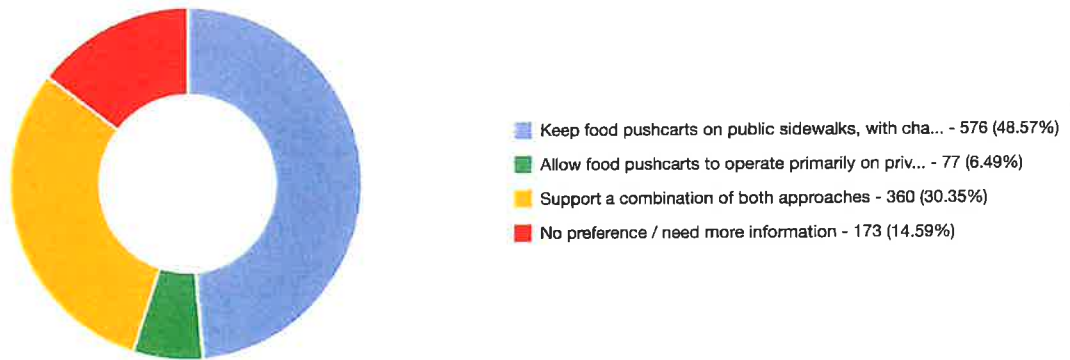 Keep food pushcarts on public sidewalks, with cha... - 576 (48.57%)
Allow food pushcarts to operate primarily on priv... - 77 (6.49%)
Support a combination of both approaches - 360 (30.35%)
No preference / need more information - 173 (14.59%)